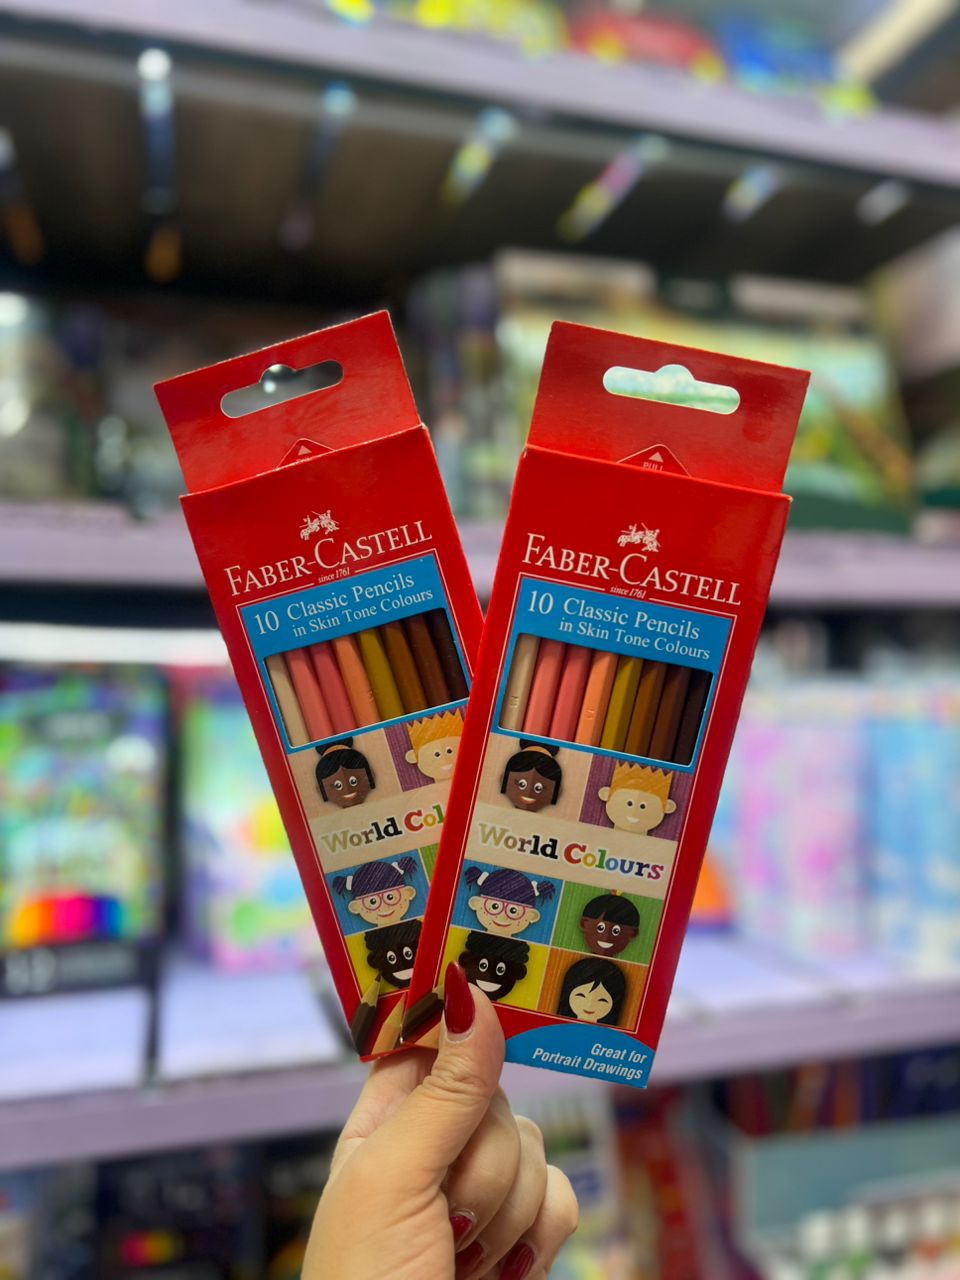 FABER-CASTELL
since 1761
10 Classic Pencils
in Skin Tone Colours
World Col
PULL
FABER-CASTELL
since 1761
10 Classic Pencils
in Skin Tone Colours
World Colours
Great for
Portrait Drawings